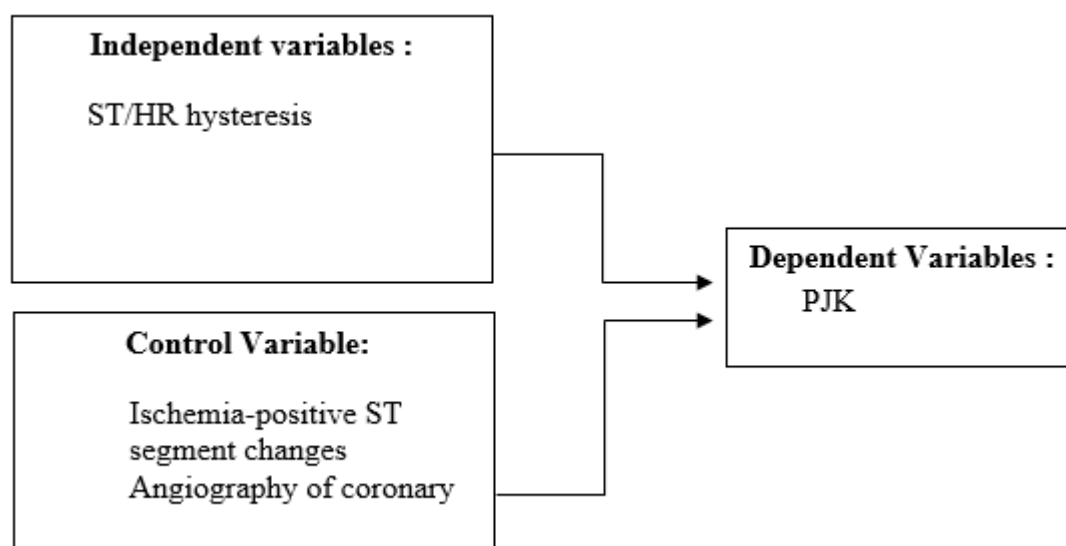 Independent variables :
ST/HR hysteresis
Control Variable:
Ischemia-positive ST
segment changes
Angiography of coronary
Dependent Variables :
PJK